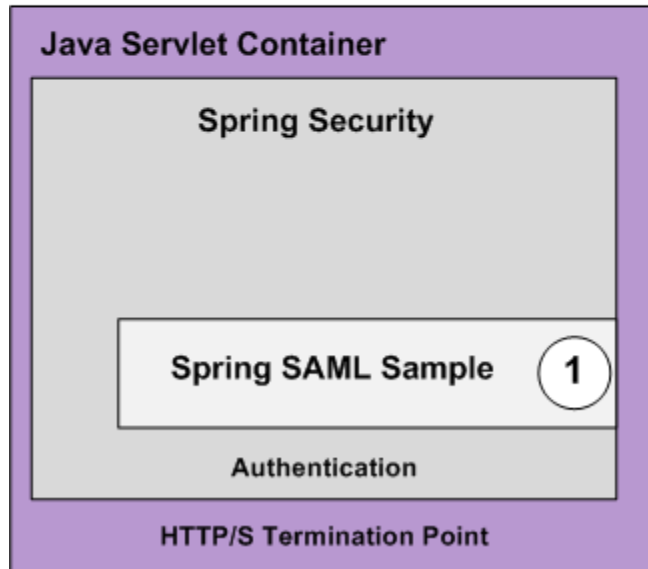 Java Servlet Container
Spring Security
Spring SAML Sample
1
Authentication
HTTP/S Termination Point